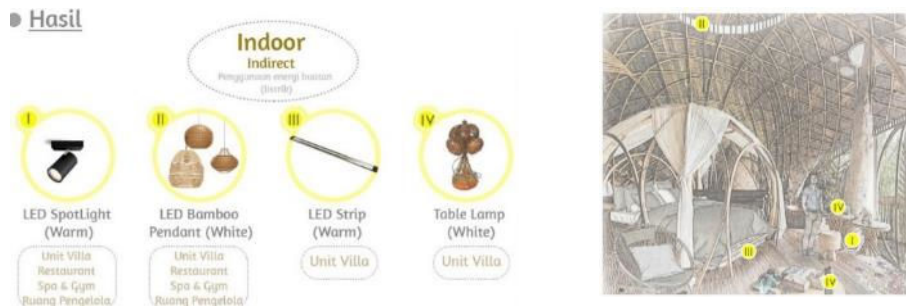 Hasil
Indoor
Indirect
Penggunaan energi buatan
(listrik)
I
II
III
IV
LED SpotLight
(Warm)
LED Bamboo
Pendant (White)
LED Strip
(Warm)
Table Lamp
(White)
Unit Villa
Restaurant
Spa & Gym
Ruang Pengelola
Unit Villa
Restaurant
Spa & Gym
Ruang Pengelola
Unit Villa
Unit Villa
II
IV
I
III
IV